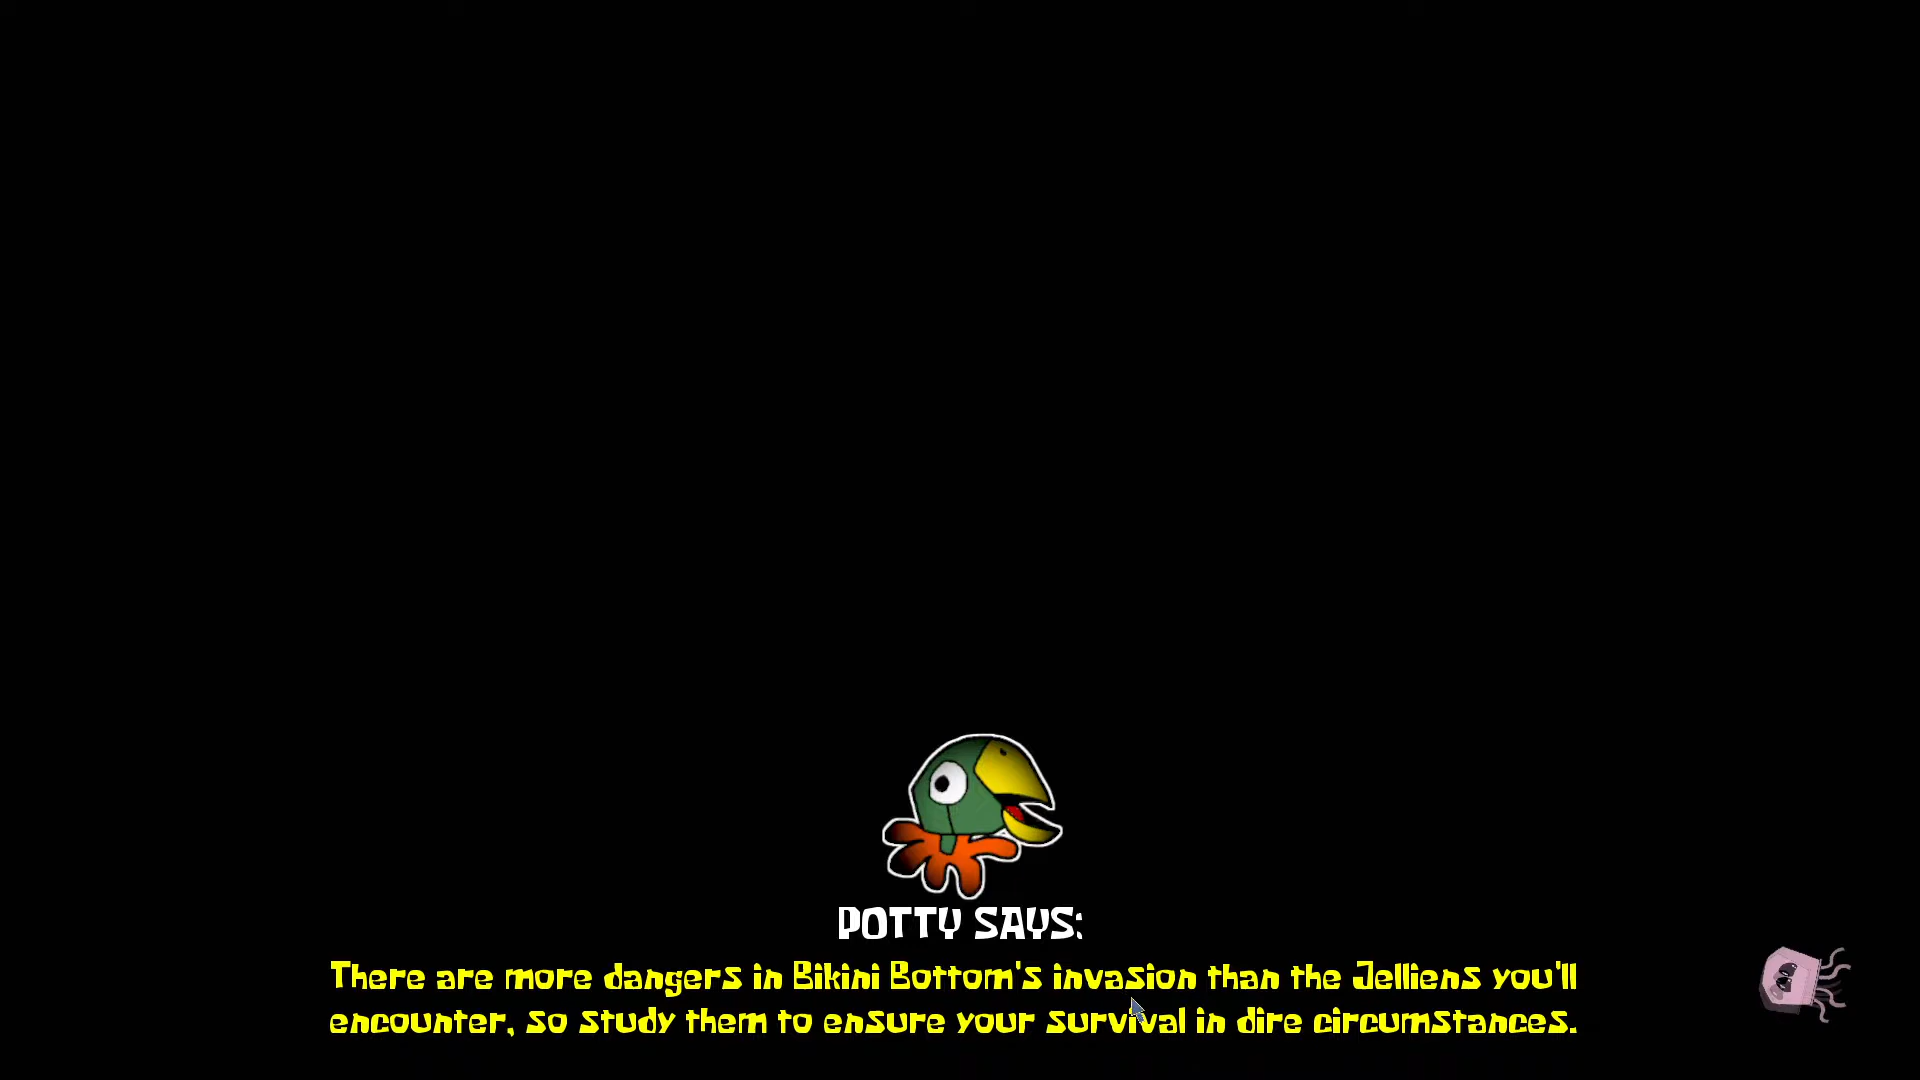 POTTY SAYS:
There are more dangers in Bikini Bottom's invasion than the Jelliens you'll
encounter, so study them to ensure your survival in dire circumstances.